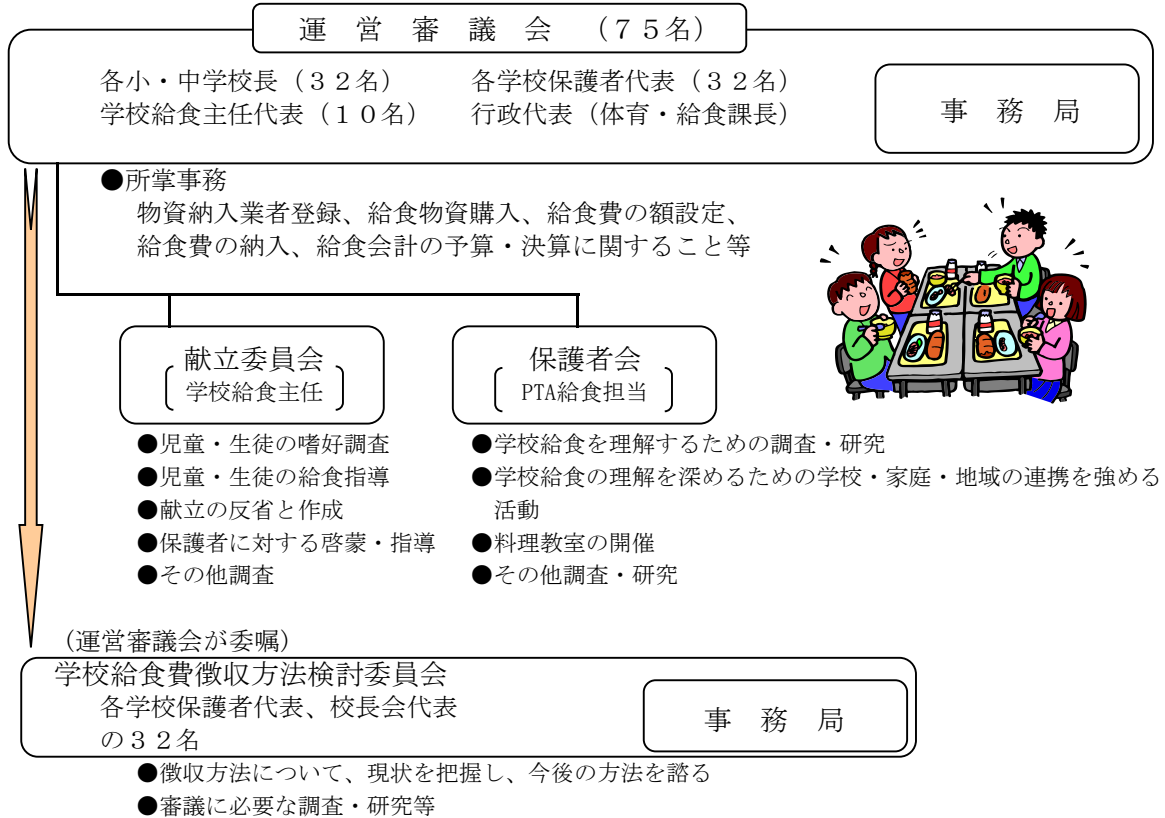 運　営　審　議　会　（７５名）
各小・中学校長（３２名）　　各学校保護者代表（３２名）
学校給食主任代表（１０名）　行政代表（体育・給食課長）
事　務　局
●所掌事務
物資納入業者登録、給食物資購入、給食費の額設定、
給食費の納入、給食会計の予算・決算に関すること等
献立委員会
学校給食主任
●児童・生徒の嗜好調査
●児童・生徒の給食指導
●献立の反省と作成
●保護者に対する啓蒙・指導
●その他調査
保護者会
PTA給食担当
●学校給食を理解するための調査・研究
●学校給食の理解を深めるための学校・家庭・地域の連携を強める
活動
●料理教室の開催
●その他調査・研究
（運営審議会が委嘱）
学校給食費徴収方法検討委員会
各学校保護者代表、校長会代表
の３２名
事　務　局
●徴収方法について、現状を把握し、今後の方法を諮る
●審議に必要な調査・研究等